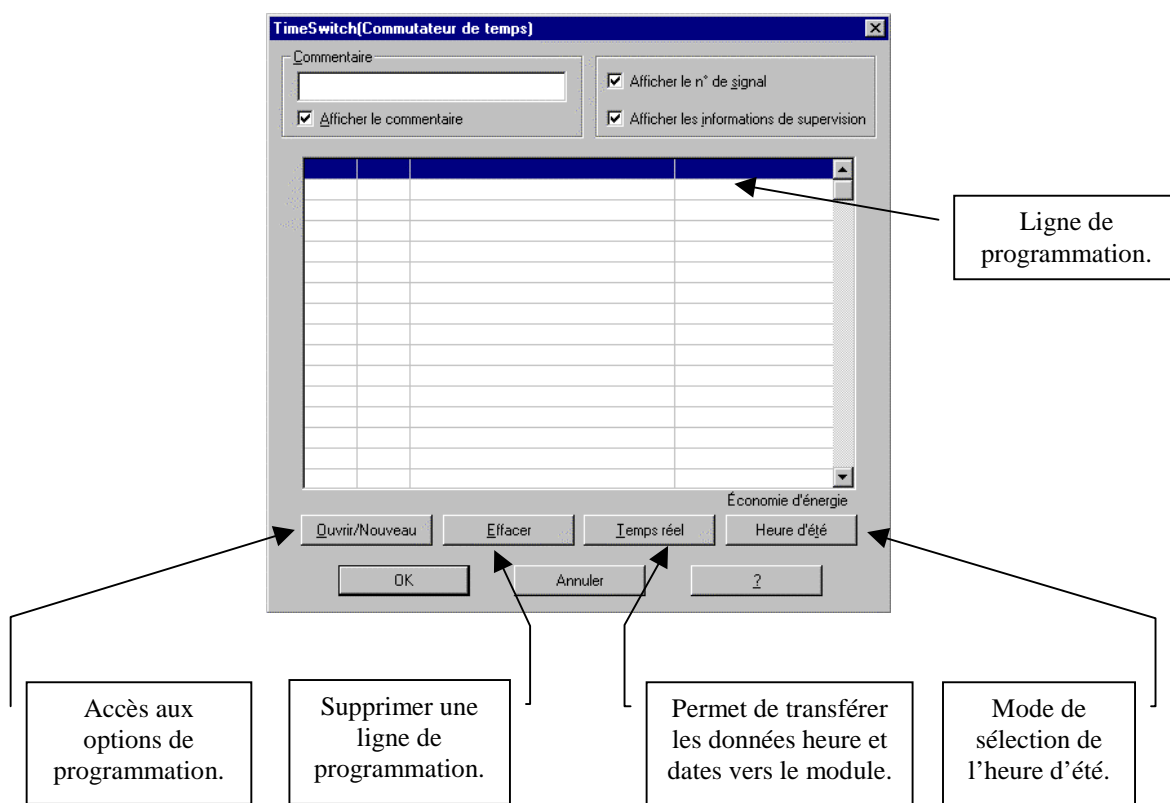 TimeSwitch(Commutateur de temps)
Commentaire
Afficher le commentaire
Afficher le n° de signal
Afficher les informations de supervision
Ligne de
programmation.
Économie d'énergie
Ouvrir/Nouveau
Effacer
Temps réel
Heure d'été
OK
Annuler
?
Accès aux
options de
programmation.
Supprimer une
ligne de
programmation.
Permet de transférer
les données heure et
dates vers le module.
Mode de
sélection de
l’heure d’été.